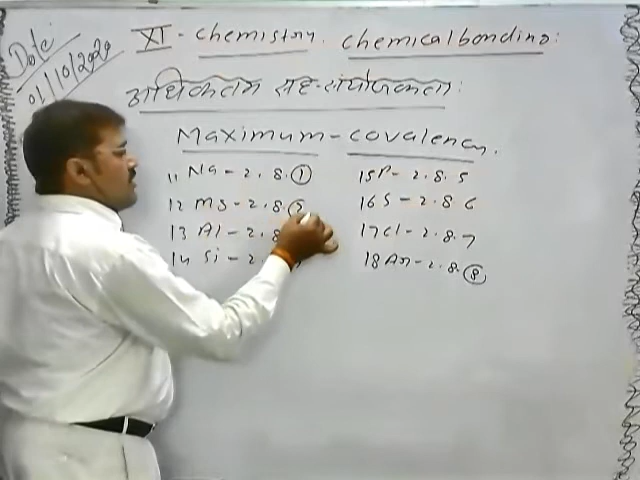 Date
01/10/2020
XI - Chemistry. Chemical bonding:
अधिकतम सह-संयोजकता:
Maximum - covalency.
11 Na - 2.8.1
12 Mg - 2.8.2
13 Al - 2.8
14 Si - 2.
15 P - 2.8.5
16 S - 2.8 6
17 Cl - 2.8.7
18 Ar - 2.8.8